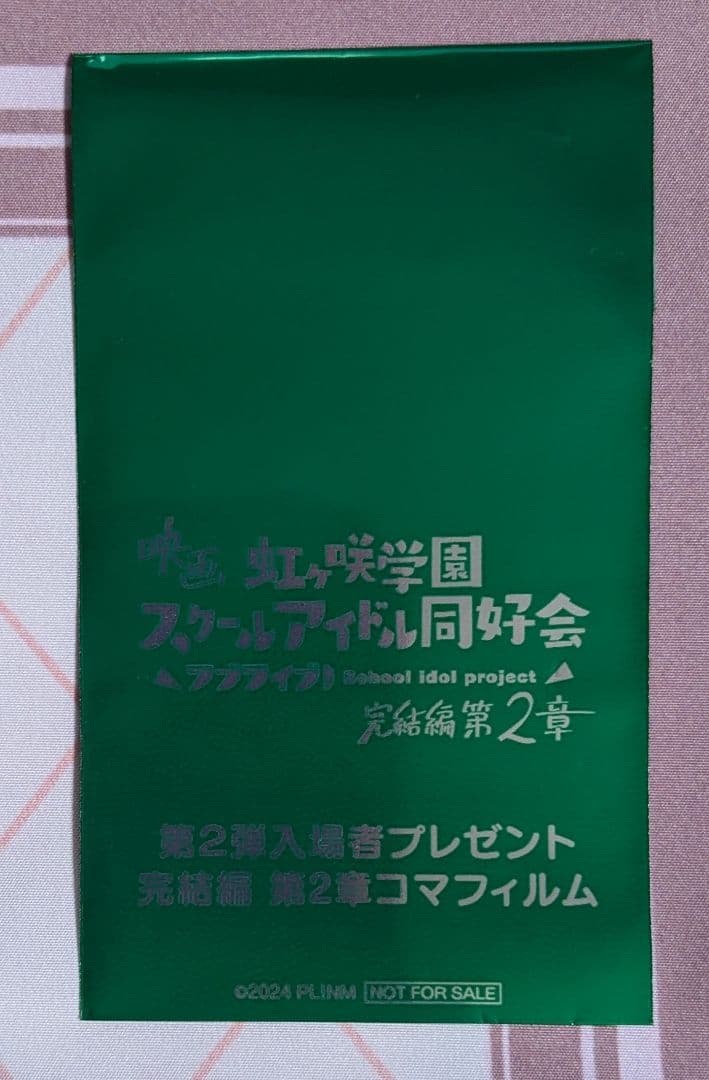 映画 虹ヶ咲学園
スクールアイドル同好会
ラブライブ! School idol project
完結編 第2章
第2弾入場者プレゼント
完結編 第2章コマフィルム
©2024 PL!NM NOT FOR SALE